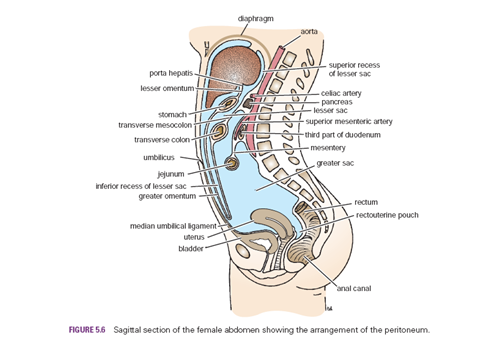 diaphragm
aorta
superior recess
of lesser sac
porta hepatis
lesser omentum
celiac artery
pancreas
lesser sac
stomach
superior mesenteric artery
transverse mesocolon
third part of duodenum
transverse colon
mesentery
umbilicus
greater sac
jejunum
inferior recess of lesser sac
greater omentum
rectum
rectouterine pouch
median umbilical ligament
uterus
bladder
anal canal
FIGURE 5.6 Sagittal section of the female abdomen showing the arrangement of the peritoneum.